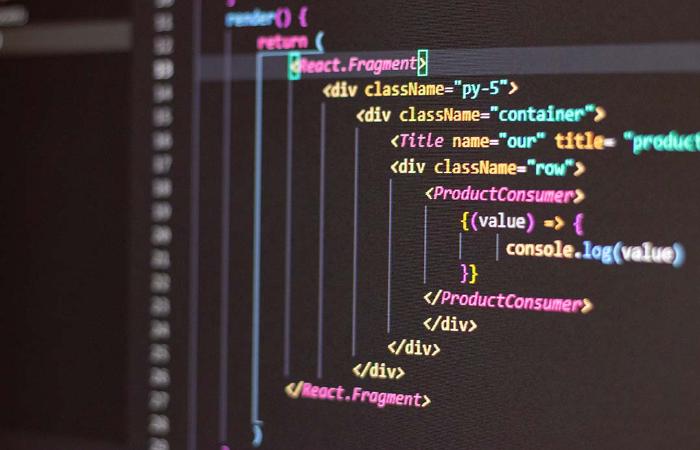 render() {
return (
<React.Fragment>
<div className="py-5">
<div className="container">
<Title name="our" title= "product
<div className="row">
<ProductConsumer>
{(value) => {
console.log(value)
}}
</ProductConsumer>
</div>
</div>
</div>
</React.Fragment>
)